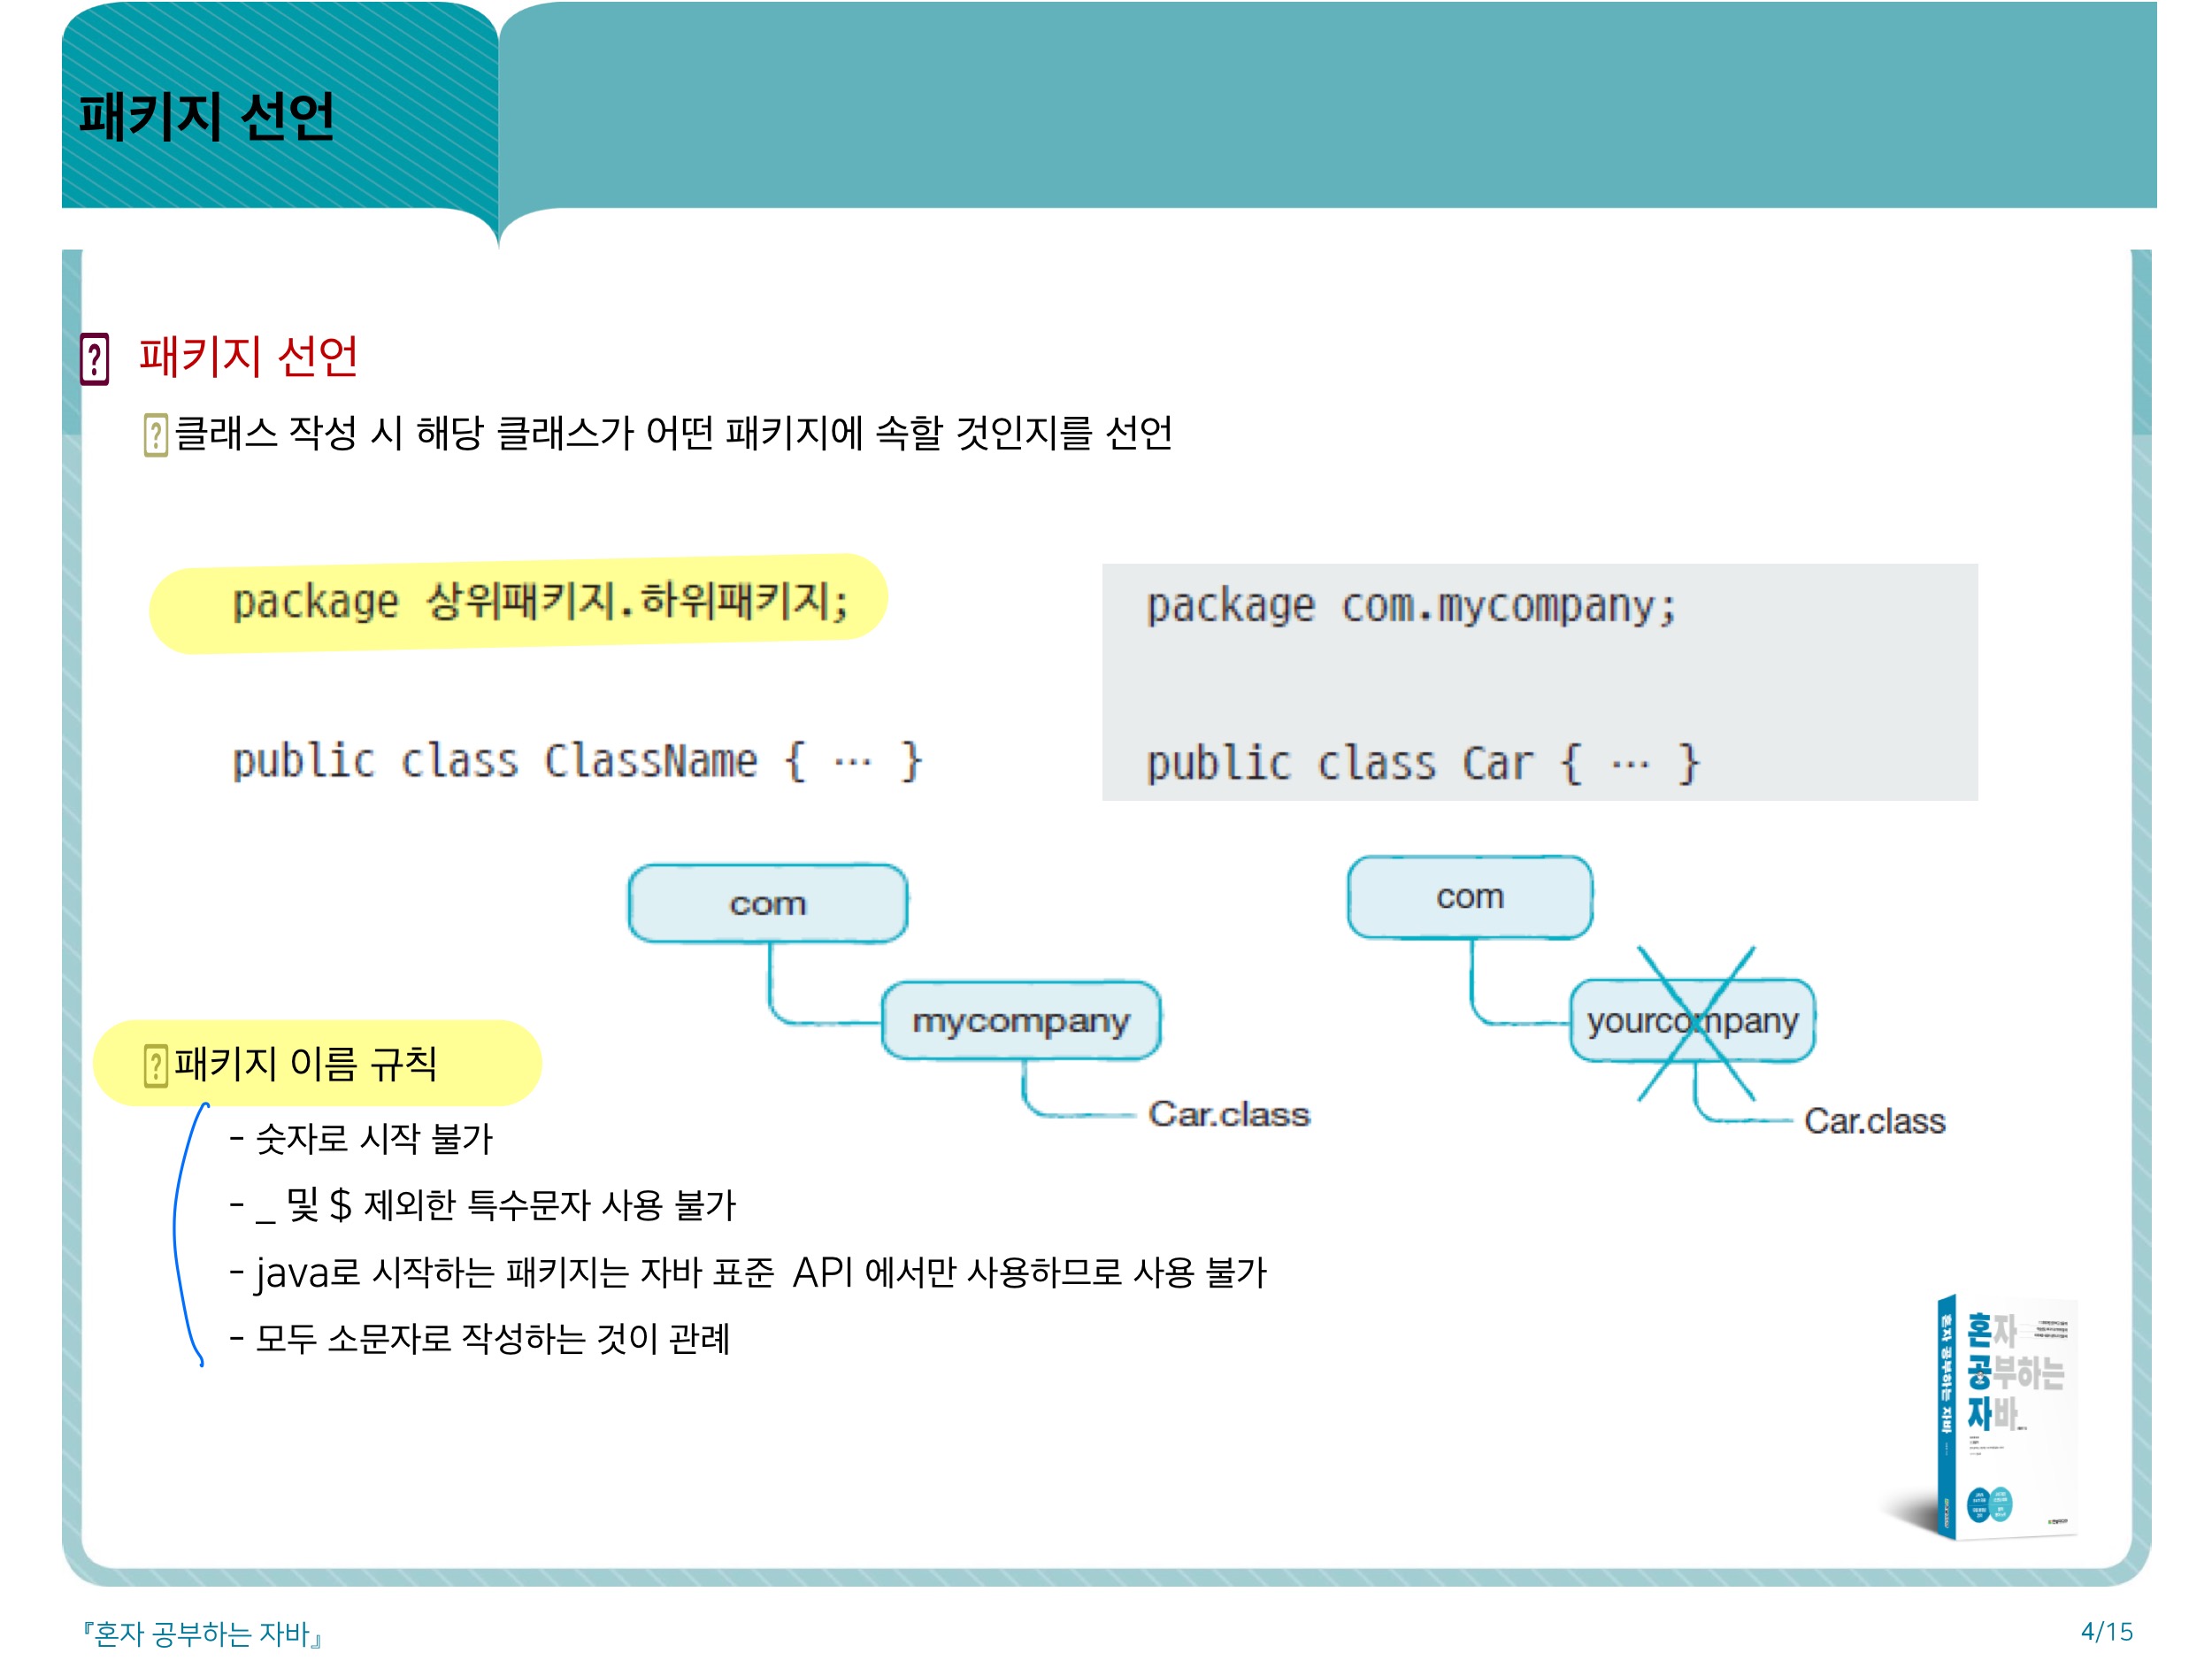 패키지 선언
패키지 선언
클래스 작성 시 해당 클래스가 어떤 패키지에 속할 것인지를 선언
package 상위패키지.하위패키지;
public class ClassName { ··· }
package com.mycompany;
public class Car { ··· }
com
mycompany
Car.class
com
yourcompany
Car.class
패키지 이름 규칙
- 숫자로 시작 불가
- _ 및 $ 제외한 특수문자 사용 불가
- java로 시작하는 패키지는 자바 표준 API 에서만 사용하므로 사용 불가
- 모두 소문자로 작성하는 것이 관례
혼자 공부하는 자바
혼자
공부하는
자바
『혼자 공부하는 자바』
4/15